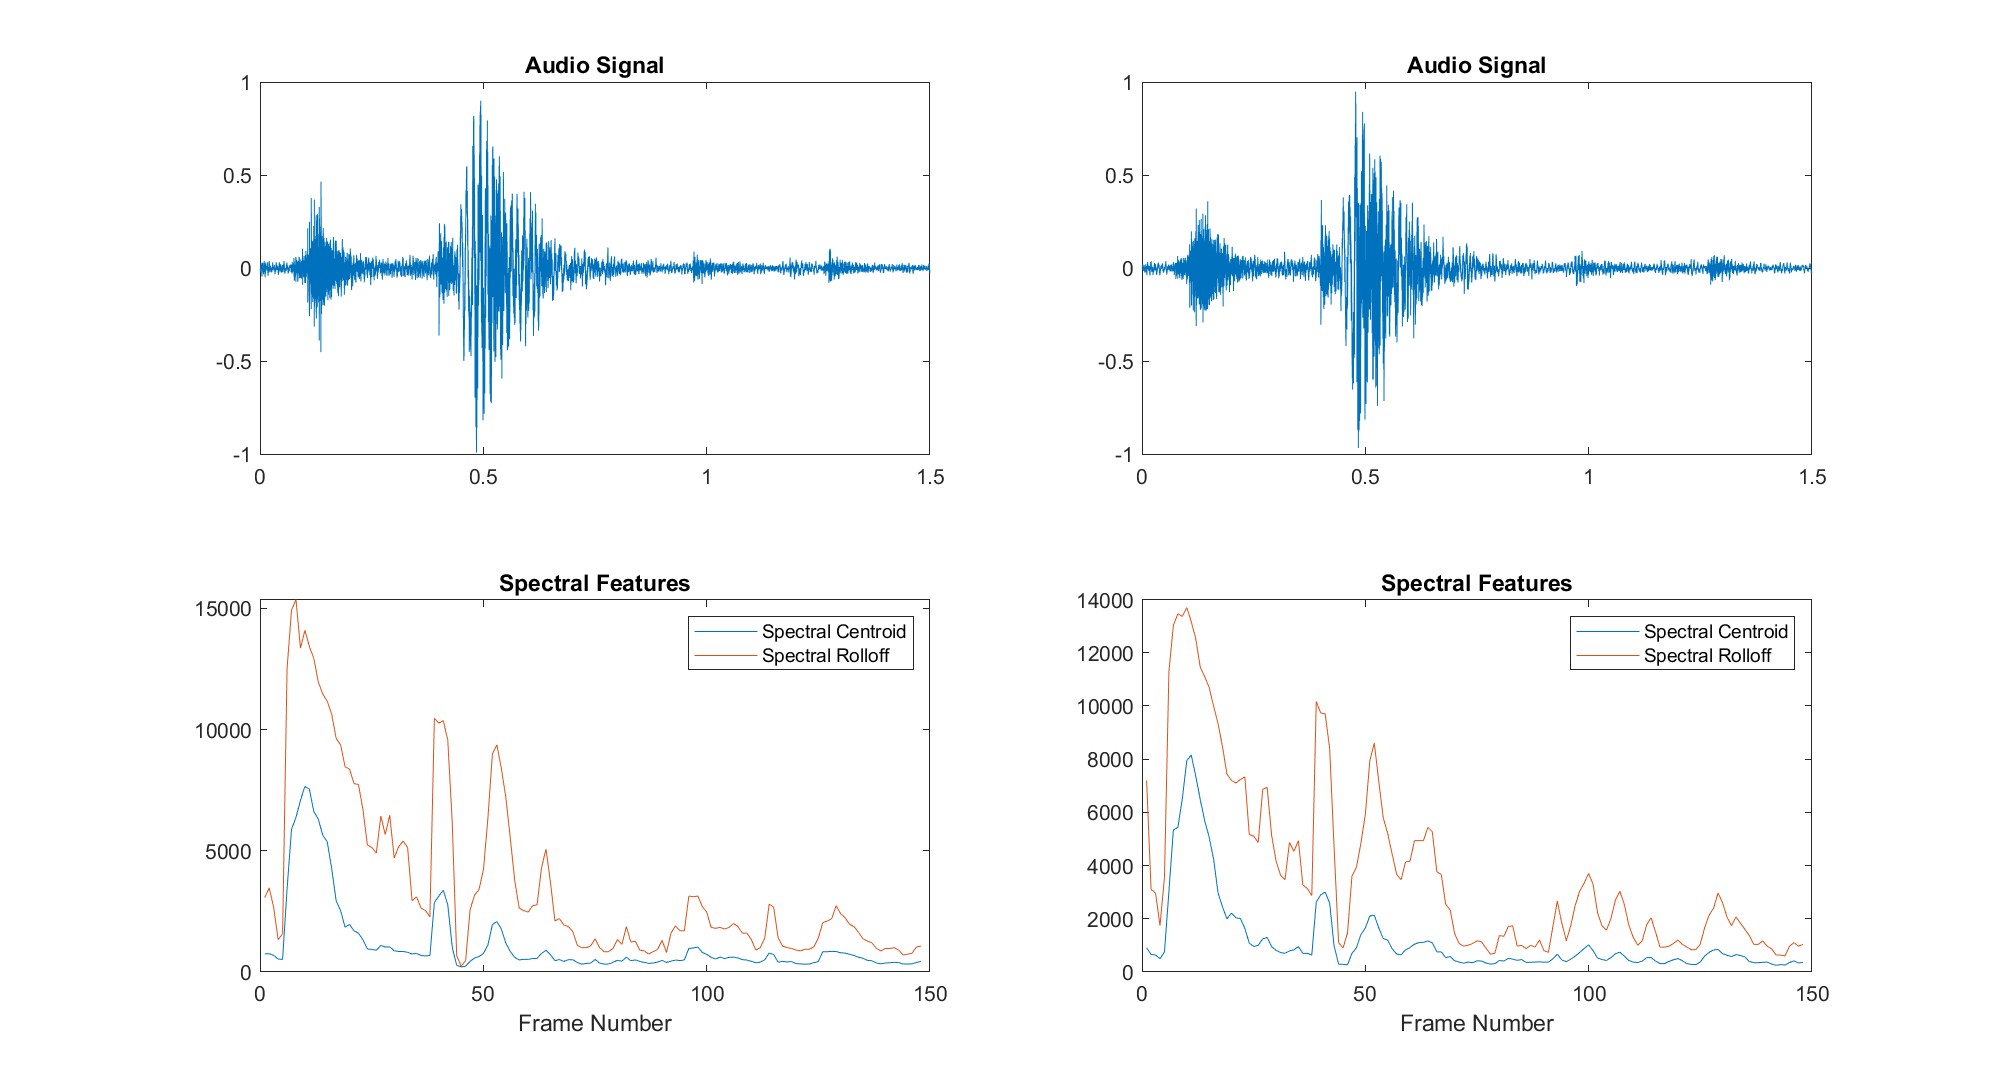 Audio Signal
1
0.5
0
-0.5
-1
0 0.5 1 1.5
Audio Signal
1
0.5
0
-0.5
-1
0 0.5 1 1.5
Spectral Features
15000
10000
5000
0
Spectral Centroid
Spectral Rolloff
0 50 100 150
Frame Number
Spectral Features
14000
12000
10000
8000
6000
4000
2000
0
Spectral Centroid
Spectral Rolloff
0 50 100 150
Frame Number